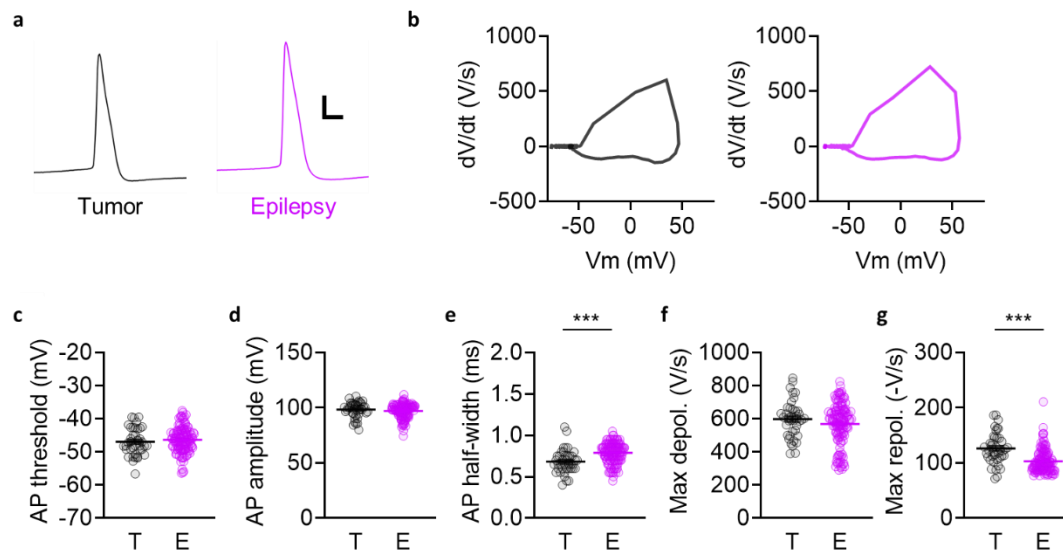 a
Tumor
Epilepsy
b
dV/dt (V/s)
1000
500
0
-500
-50
0
50
Vm (mV)
dV/dt (V/s)
1000
500
0
-500
-50
0
50
Vm (mV)
c
AP threshold (mV)
-20
-30
-40
-50
-60
-70
T
E
d
AP amplitude (mV)
150
100
50
0
T
E
e
***
AP half-width (ms)
2.0
1.5
1.0
0.5
0.0
T
E
f
Max depol. (V/s)
1000
800
600
400
200
0
T
E
g
***
Max repol. (-V/s)
300
200
100
0
T
E